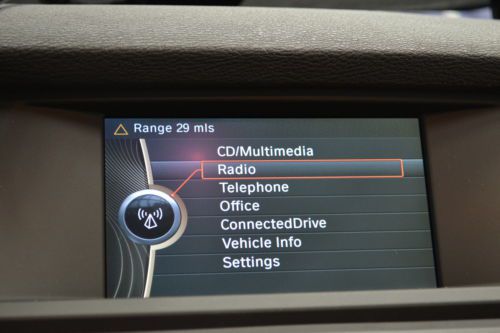 Range 29 mls
CD/Multimedia
Radio
Telephone
Office
ConnectedDrive
Vehicle Info
Settings